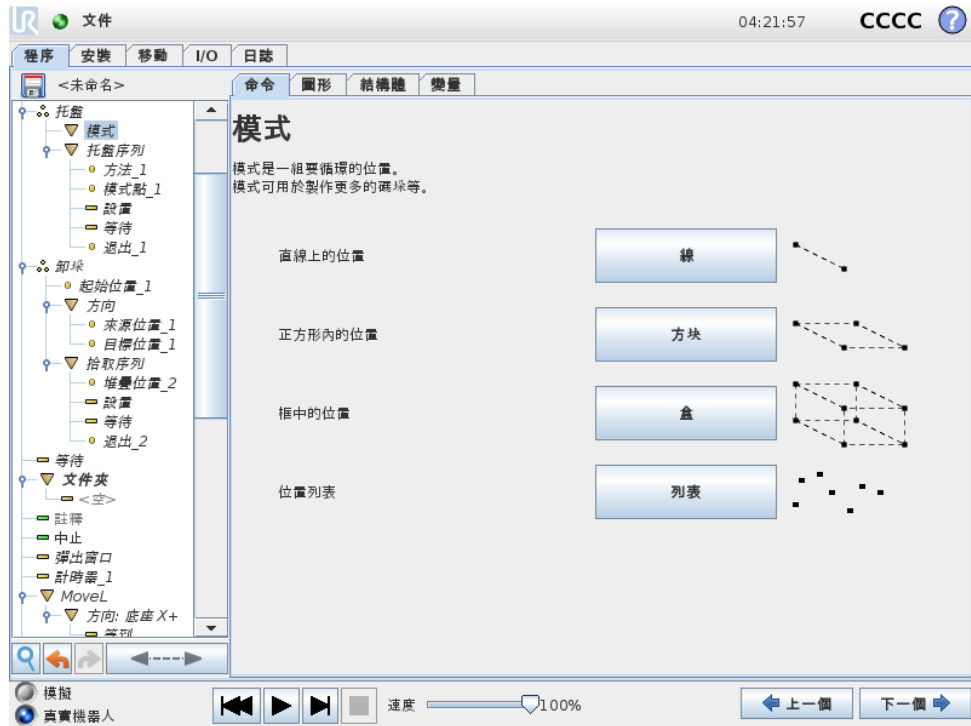 UR 文件 04:21:57 CCCC ?
程序 安裝 移動 I/O 日誌
<未命名>
命令 圖形 結構體 變量
托盤
模式
托盤序列
方法_1
模式點_1
設置
等待
退出_1
卸垛
起始位置_1
方向
來源位置_1
目標位置_1
拾取序列
堆疊位置_2
設置
等待
退出_2
等待
文件夾
<空>
註釋
中止
彈出窗口
計時器_1
MoveL
方向: 底座 X+
等到
模式
模式是一組要循環的位置。
模式可用於製作更多的碼垛等。
直線上的位置 線
正方形內的位置 方块
框中的位置 盒
位置列表 列表
模擬
真實機器人
速度 100%
上一個 下一個